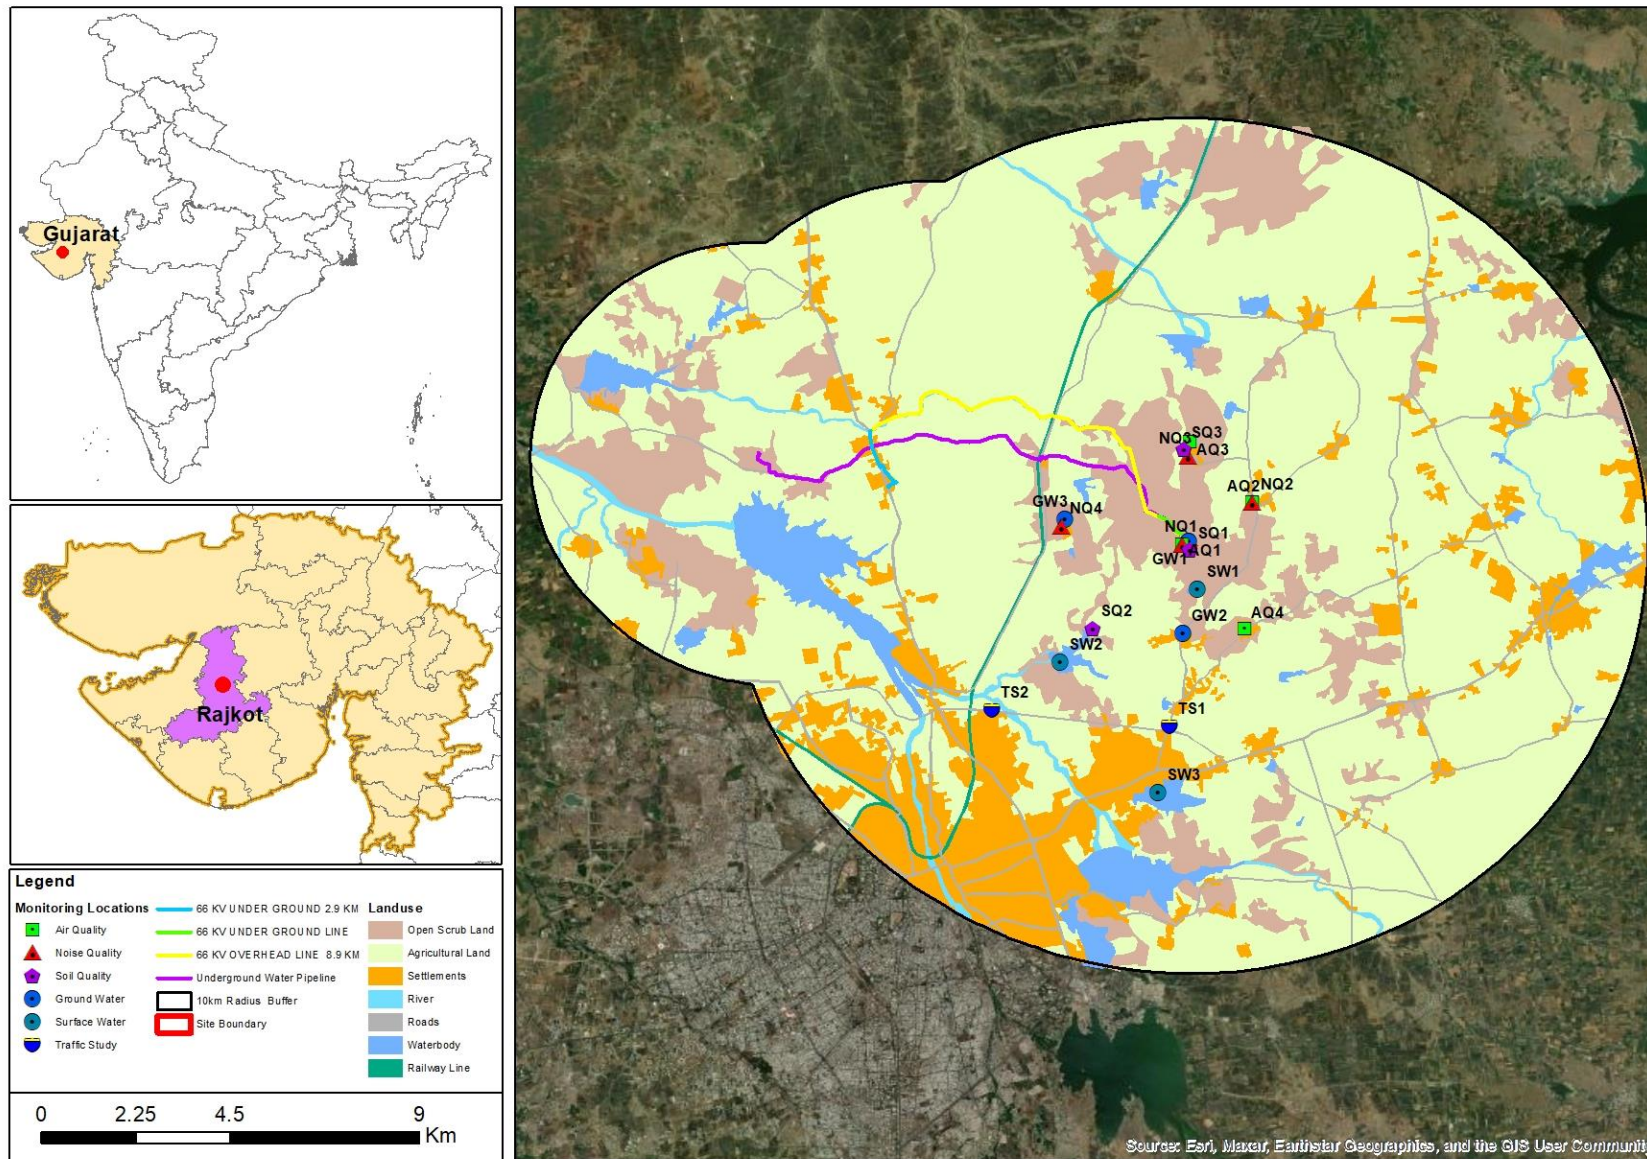 Gujarat
Rajkot
Legend
Monitoring Locations
Air Quality
Noise Quality
Soil Quality
Ground Water
Surface Water
Traffic Study
66 KV UNDER GROUND 2.9 KM
66 KV UNDER GROUND LINE
66 KV OVERHEAD LINE 8.9 KM
Underground Water Pipeline
10km Radius Buffer
Site Boundary
Landuse
Open Scrub Land
Agricultural Land
Settlements
River
Roads
Waterbody
Railway Line
0 2.25 4.5 9
Km
NQ3 SQ3
AQ3
AQ2 NQ2
GW3 NQ4
NQ1 SQ1
GW1 AQ1
SW1
SQ2 GW2 AQ4
SW2
TS2 TS1
SW3
Source: Esri, Maxar, Earthstar Geographics, and the GIS User Communit